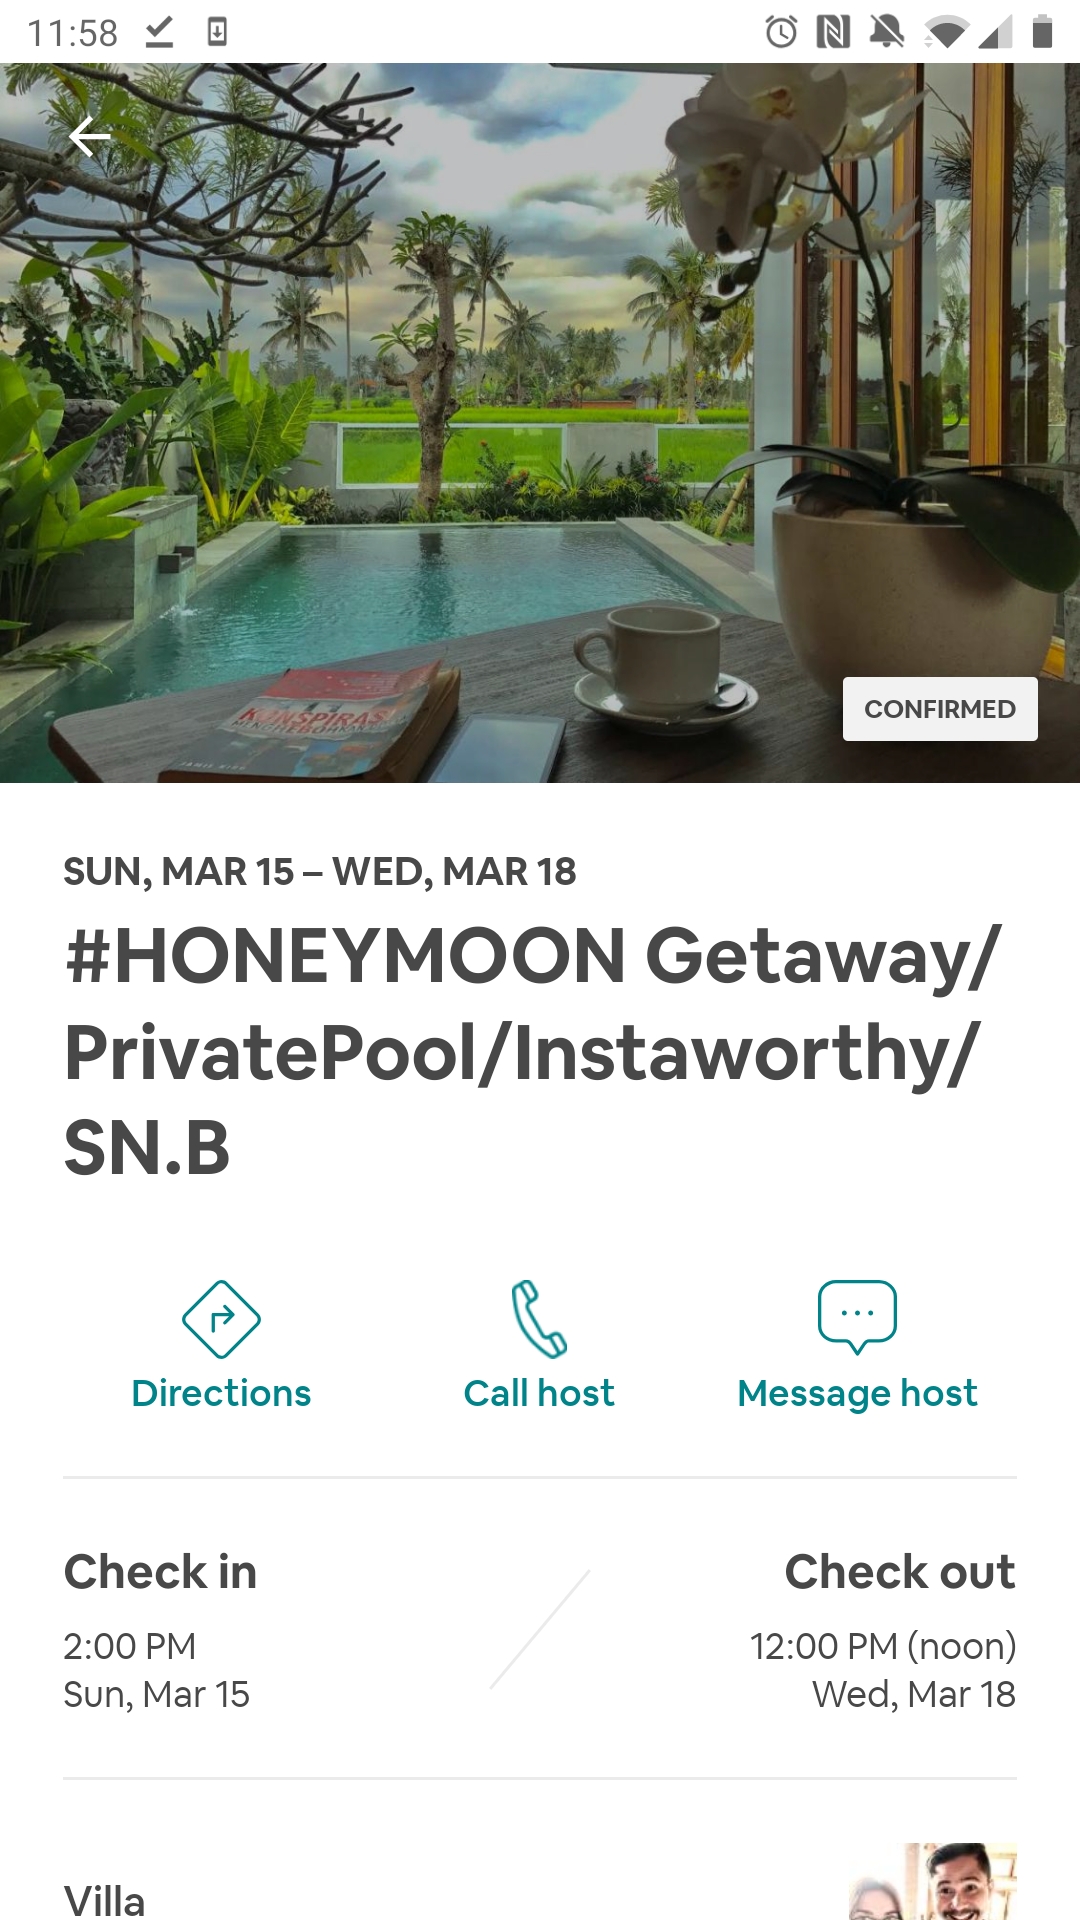 11:58
KONSPIRASI
CONFIRMED
SUN, MAR 15 – WED, MAR 18
#HONEYMOON Getaway/
PrivatePool/Instaworthy/
SN.B
Directions
Call host
Message host
Check in
Check out
2:00 PM
12:00 PM (noon)
Sun, Mar 15
Wed, Mar 18
Villa